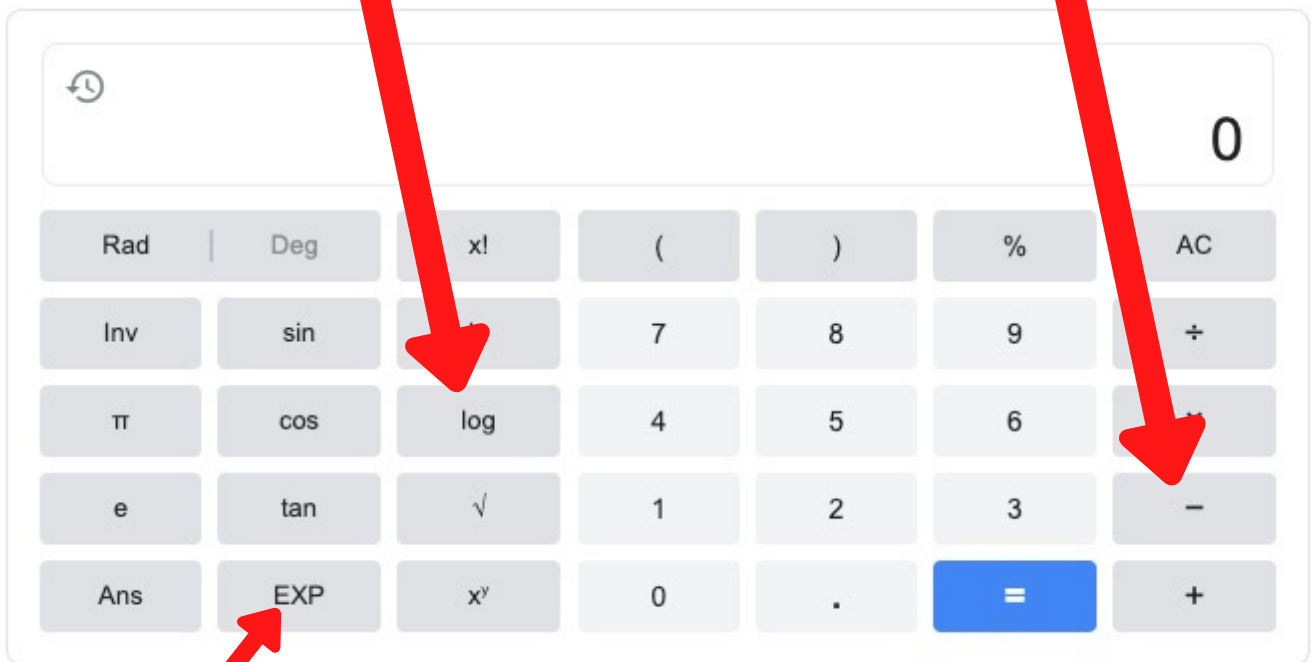 0
Rad | Deg x! ( ) % AC
Inv sin 7 8 9 ÷
π cos log 4 5 6
e tan √ 1 2 3 −
Ans EXP xʸ 0 . = +